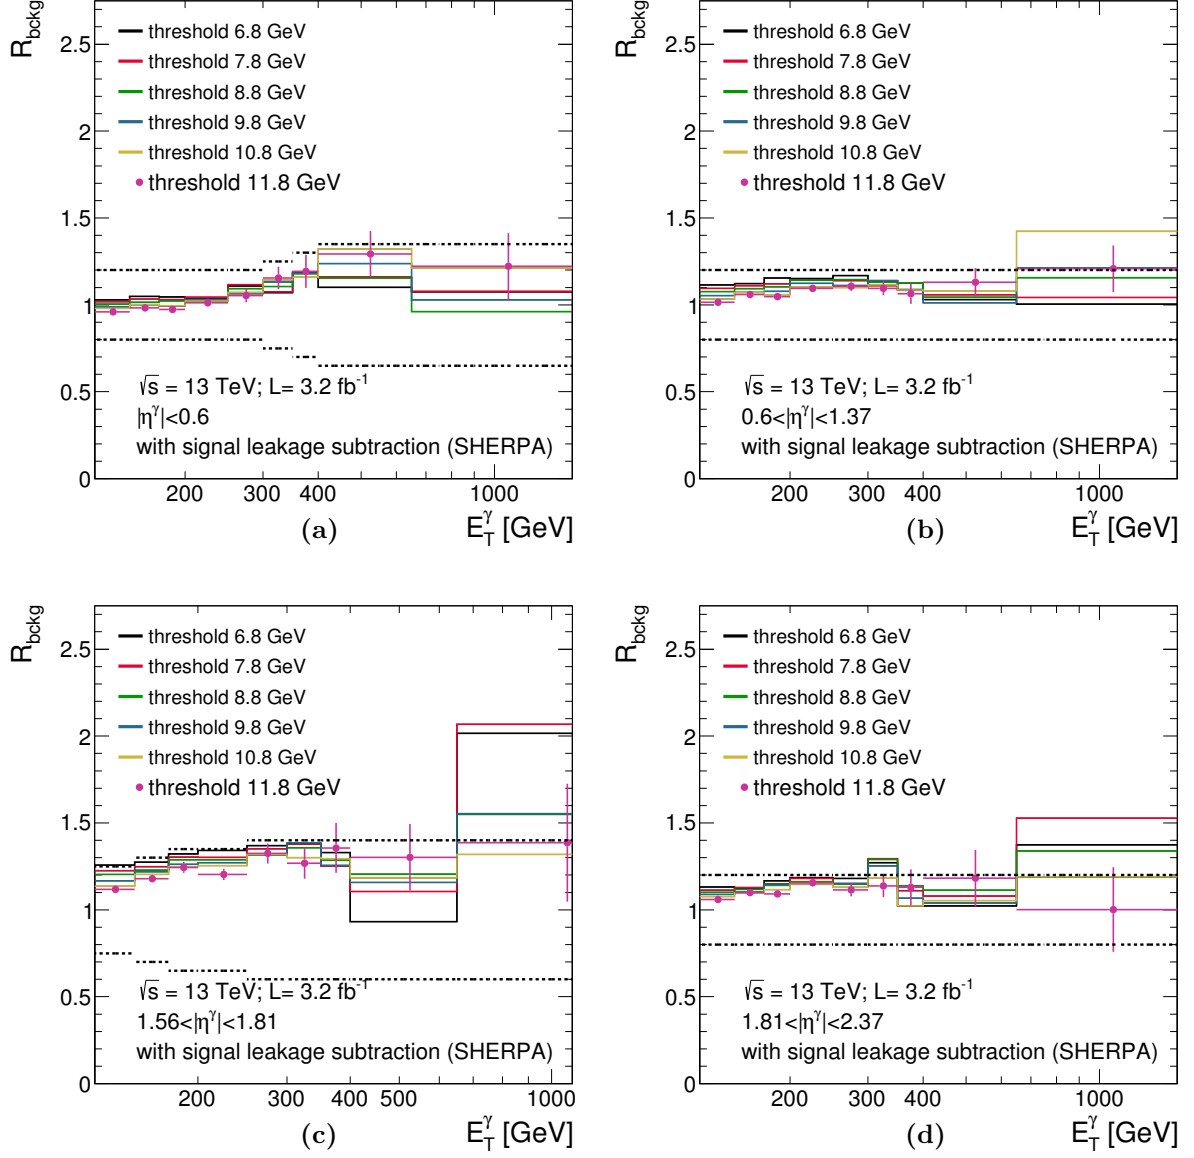 R_bckg
2.5
2
1.5
1
0.5
0
threshold 6.8 GeV
threshold 7.8 GeV
threshold 8.8 GeV
threshold 9.8 GeV
threshold 10.8 GeV
threshold 11.8 GeV
√s = 13 TeV; L= 3.2 fb⁻¹
|η^γ|<0.6
with signal leakage subtraction (SHERPA)
200 300 400 1000
(a) E_T^γ [GeV]
R_bckg
2.5
2
1.5
1
0.5
0
threshold 6.8 GeV
threshold 7.8 GeV
threshold 8.8 GeV
threshold 9.8 GeV
threshold 10.8 GeV
threshold 11.8 GeV
√s = 13 TeV; L= 3.2 fb⁻¹
0.6<|η^γ|<1.37
with signal leakage subtraction (SHERPA)
200 300 400 1000
(b) E_T^γ [GeV]
R_bckg
2.5
2
1.5
1
0.5
0
threshold 6.8 GeV
threshold 7.8 GeV
threshold 8.8 GeV
threshold 9.8 GeV
threshold 10.8 GeV
threshold 11.8 GeV
√s = 13 TeV; L= 3.2 fb⁻¹
1.56<|η^γ|<1.81
with signal leakage subtraction (SHERPA)
200 300 400 500 1000
(c) E_T^γ [GeV]
R_bckg
2.5
2
1.5
1
0.5
0
threshold 6.8 GeV
threshold 7.8 GeV
threshold 8.8 GeV
threshold 9.8 GeV
threshold 10.8 GeV
threshold 11.8 GeV
√s = 13 TeV; L= 3.2 fb⁻¹
1.81<|η^γ|<2.37
with signal leakage subtraction (SHERPA)
200 300 400 1000
(d) E_T^γ [GeV]